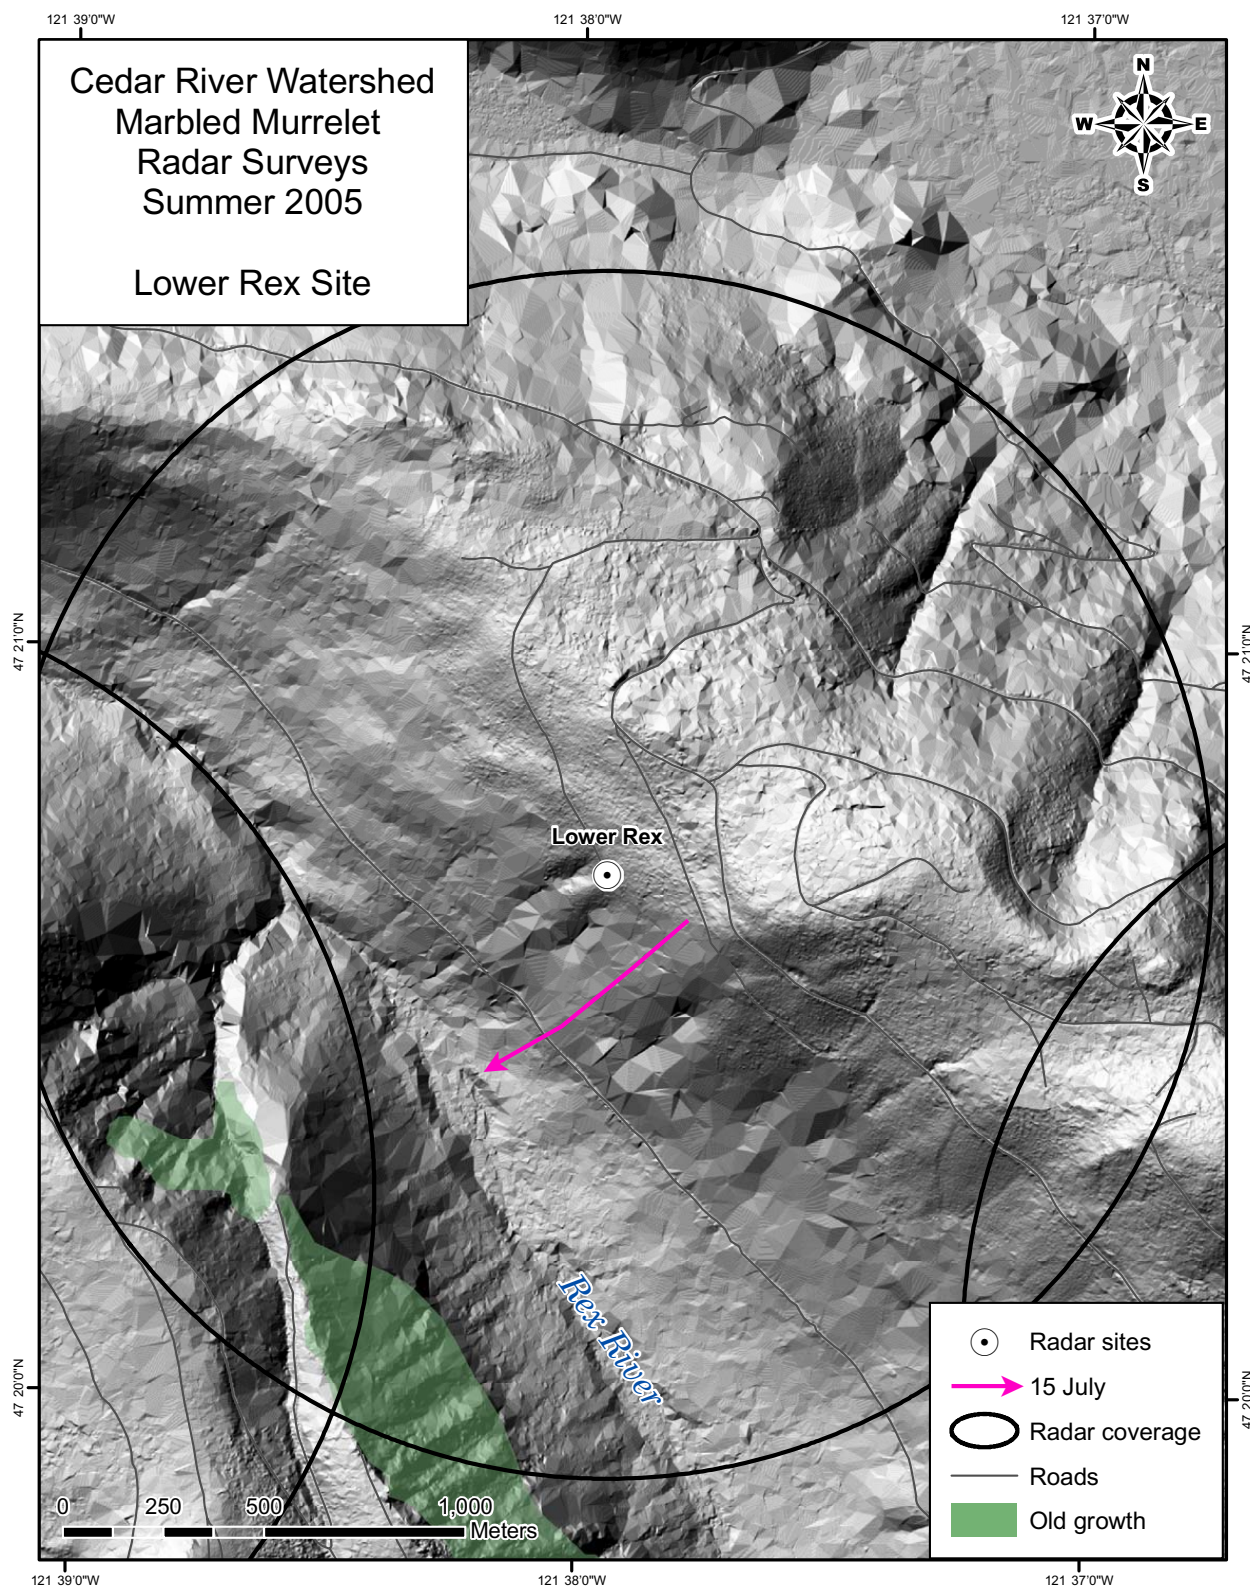 121 39'0"W
121 38'0"W
121 37'0"W
Cedar River Watershed
Marbled Murrelet
Radar Surveys
Summer 2005
Lower Rex Site
N
W
E
S
47 21'0"N
47 21'0"N
Lower Rex
Rex River
47 20'0"N
47 20'0"N
Radar sites
15 July
Radar coverage
Roads
Old growth
0 250 500 1,000
Meters
121 39'0"W
121 38'0"W
121 37'0"W